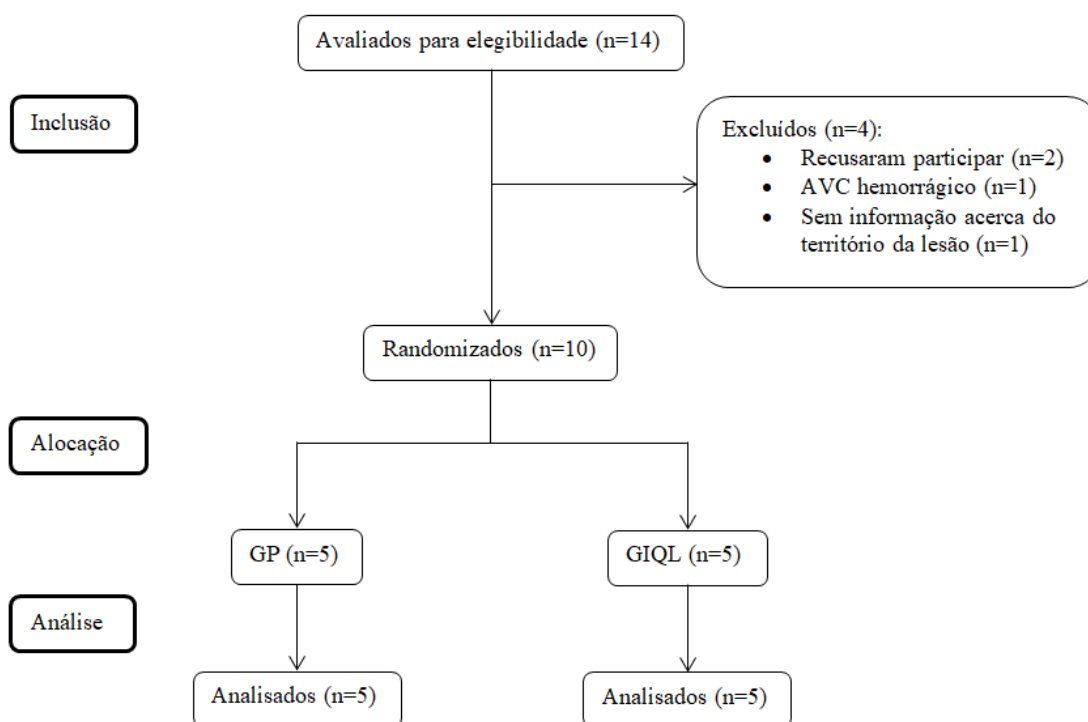 Avaliados para elegibilidade (n=14)
Inclusão
Excluídos (n=4):
• Recusaram participar (n=2)
• AVC hemorrágico (n=1)
• Sem informação acerca do
território da lesão (n=1)
Randomizados (n=10)
Alocação
GP (n=5)
GIQL (n=5)
Análise
Analisados (n=5)
Analisados (n=5)